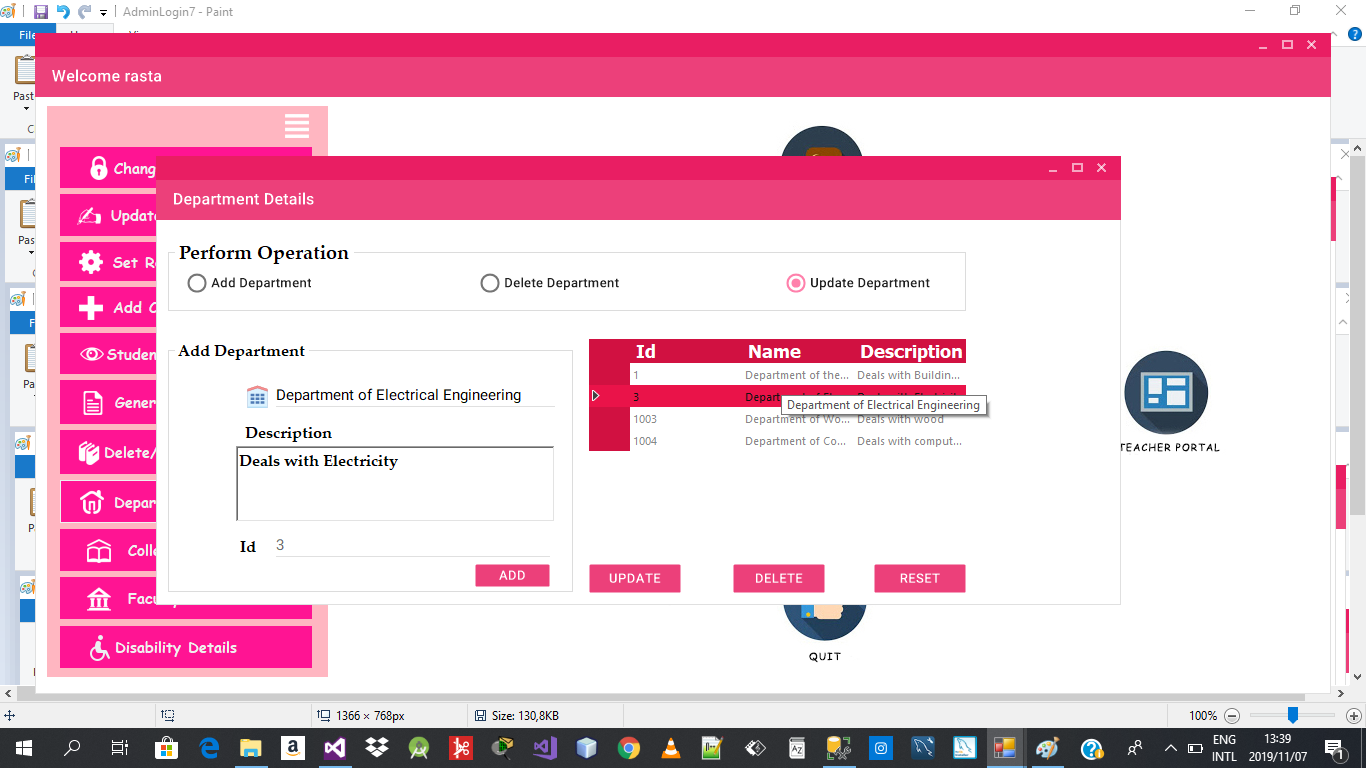 AdminLogin7 - Paint
File
Welcome rasta
Past
Chang
Department Details
Update
Perform Operation
Set R
Add Department
Delete Department
Update Department
Add C
Add Department
Id Name Description
Studen
1 Department of the... Deals with Buildin...
Department of Electrical Engineering
3
Department of Electrical Engineering
Gener
1003 Department of Wo... Deals with wood
Description
1004 Department of Co... Deals with comput...
TEACHER PORTAL
Delete/
Deals with Electricity
Depar
Id 3
Colle
ADD
UPDATE DELETE RESET
Facu
Disability Details
QUIT
1366 × 768px
Size: 130,8KB
100%
ENG
INTL
13:39
2019/11/07